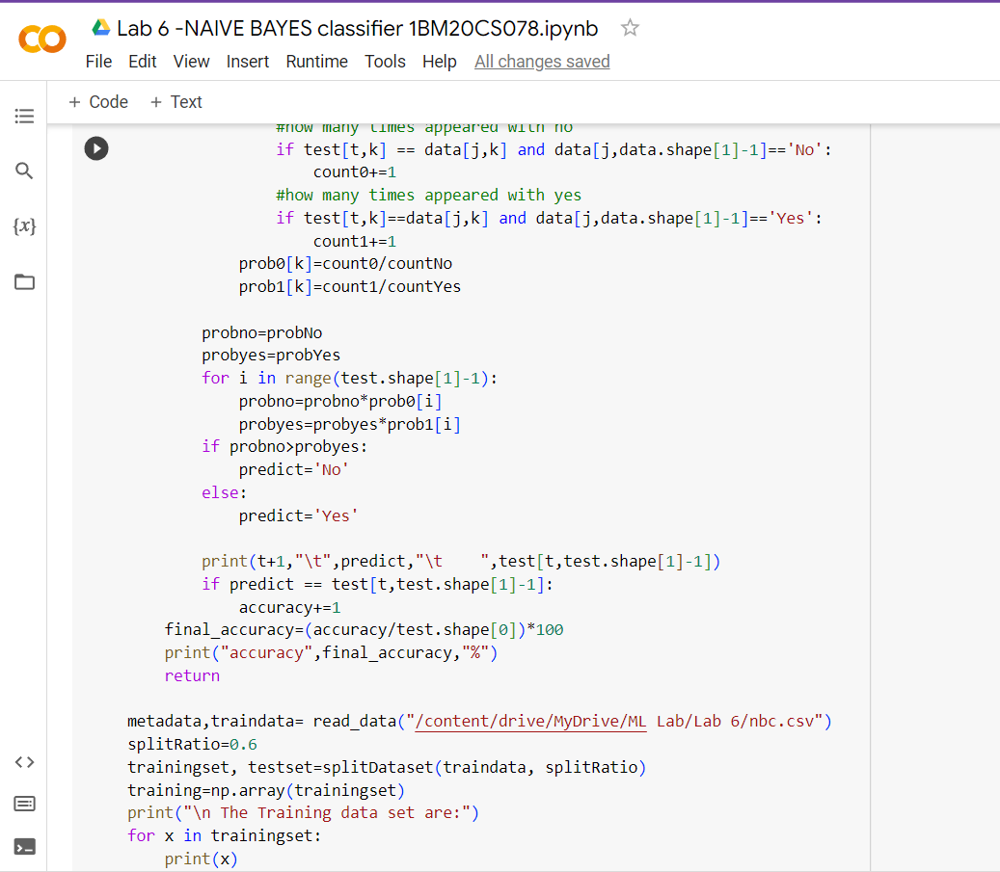 Lab 6 -NAIVE BAYES classifier 1BM20CS078.ipynb
File Edit View Insert Runtime Tools Help All changes saved
+ Code + Text
#how many times appeared with no
if test[t,k] == data[j,k] and data[j,data.shape[1]-1]=='No':
count0+=1
#how many times appeared with yes
if test[t,k]==data[j,k] and data[j,data.shape[1]-1]=='Yes':
count1+=1
prob0[k]=count0/countNo
prob1[k]=count1/countYes
probno=probNo
probyes=probYes
for i in range(test.shape[1]-1):
probno=probno*prob0[i]
probyes=probyes*prob1[i]
if probno>probyes:
predict='No'
else:
predict='Yes'
print(t+1,"\t",predict,"\t    ",test[t,test.shape[1]-1])
if predict == test[t,test.shape[1]-1]:
accuracy+=1
final_accuracy=(accuracy/test.shape[0])*100
print("accuracy",final_accuracy,"%")
return
metadata,traindata= read_data("/content/drive/MyDrive/ML Lab/Lab 6/nbc.csv")
splitRatio=0.6
trainingset, testset=splitDataset(traindata, splitRatio)
training=np.array(trainingset)
print("\n The Training data set are:")
for x in trainingset:
print(x)